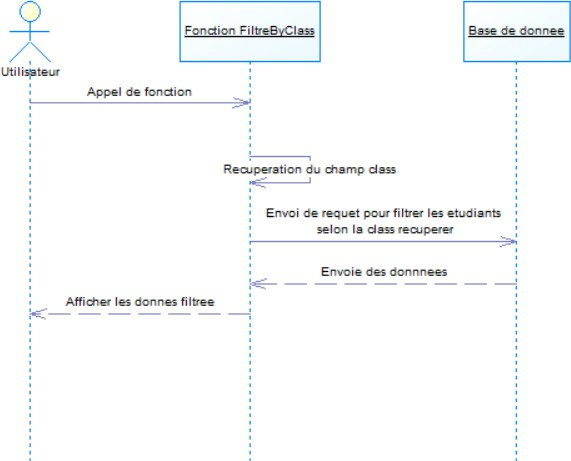 Fonction FiltreByClass
Base de donnee
Utilisateur
Appel de fonction
Recuperation du champ class
Envoi de requet pour filtrer les etudiants
selon la class recuperer
Envoie des donnnees
Afficher les donnes filtree